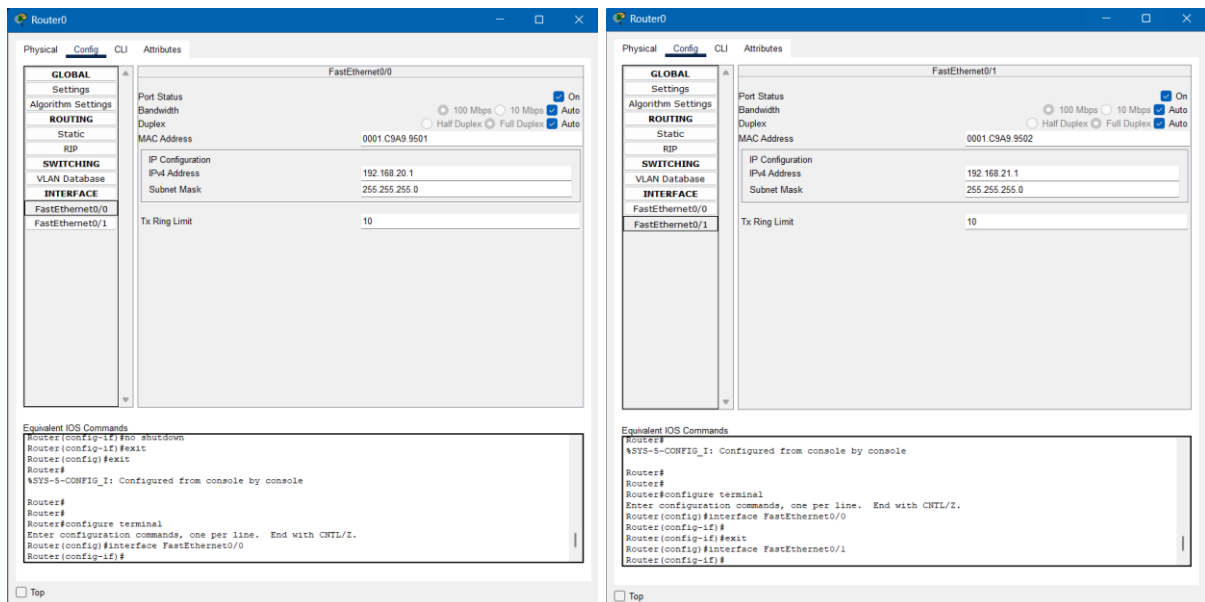 Router0
Physical Config CLI Attributes
GLOBAL
Settings
Algorithm Settings
ROUTING
Static
RIP
SWITCHING
VLAN Database
INTERFACE
FastEthernet0/0
FastEthernet0/1
FastEthernet0/0
Port Status On
Bandwidth 100 Mbps 10 Mbps Auto
Duplex Half Duplex Full Duplex Auto
MAC Address 0001.C9A9.9501
IP Configuration
IPv4 Address 192.168.20.1
Subnet Mask 255.255.255.0
Tx Ring Limit 10
Equivalent IOS Commands
Router(config-if)#no shutdown
Router(config-if)#exit
Router(config)#exit
Router#
%SYS-5-CONFIG_I: Configured from console by console
Router#
Router#
Router#configure terminal
Enter configuration commands, one per line. End with CNTL/Z.
Router(config)#interface FastEthernet0/0
Router(config-if)#
Top
Router0
Physical Config CLI Attributes
GLOBAL
Settings
Algorithm Settings
ROUTING
Static
RIP
SWITCHING
VLAN Database
INTERFACE
FastEthernet0/0
FastEthernet0/1
FastEthernet0/1
Port Status On
Bandwidth 100 Mbps 10 Mbps Auto
Duplex Half Duplex Full Duplex Auto
MAC Address 0001.C9A9.9502
IP Configuration
IPv4 Address 192.168.21.1
Subnet Mask 255.255.255.0
Tx Ring Limit 10
Equivalent IOS Commands
Router#
%SYS-5-CONFIG_I: Configured from console by console
Router#
Router#
Router#configure terminal
Enter configuration commands, one per line. End with CNTL/Z.
Router(config)#interface FastEthernet0/0
Router(config-if)#
Router(config-if)#exit
Router(config)#interface FastEthernet0/1
Router(config-if)#
Top